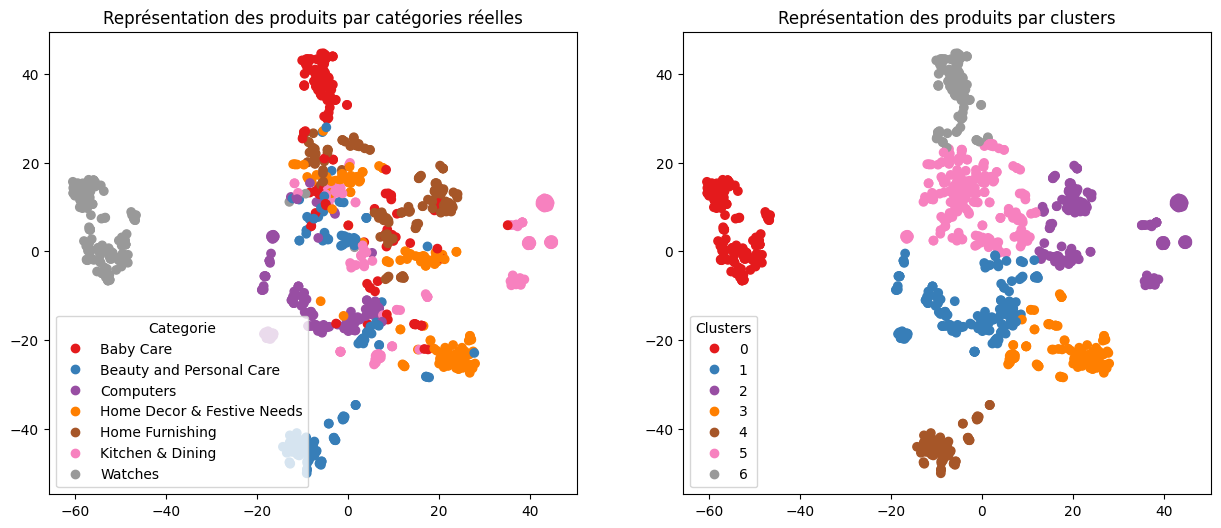 Représentation des produits par catégories réelles
40
20
0
−20
−40
−60
−40
−20
0
20
40
Categorie
Baby Care
Beauty and Personal Care
Computers
Home Decor & Festive Needs
Home Furnishing
Kitchen & Dining
Watches
Représentation des produits par clusters
40
20
0
−20
−40
−60
−40
−20
0
20
40
Clusters
0
1
2
3
4
5
6